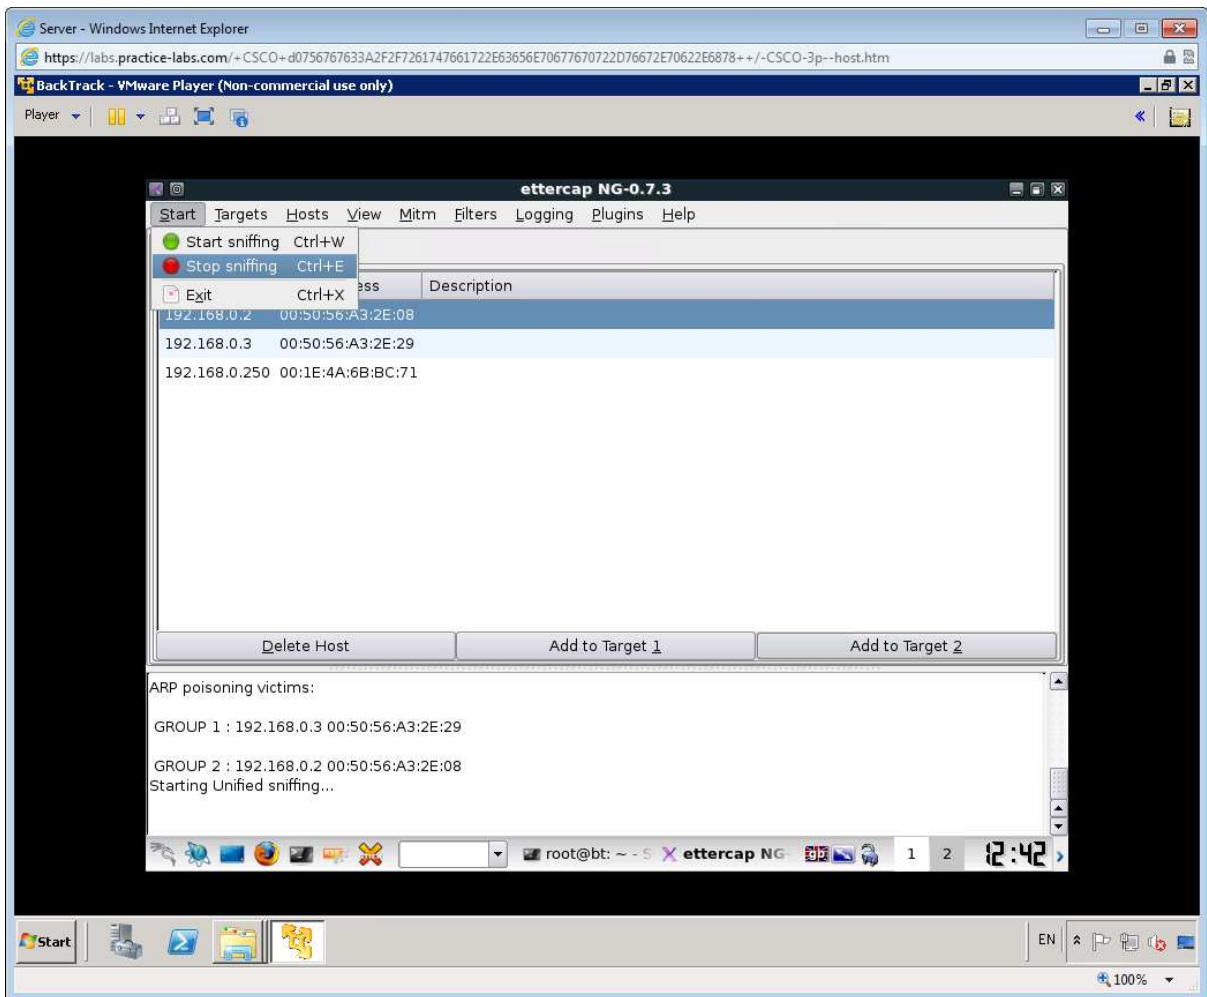 Server - Windows Internet Explorer
https://labs.practice-labs.com/+CSCO+d0756767633A2F2F7261747661722E63656E70677670722D76672E70622E6878++/-CSCO-3p--host.htm
BackTrack - VMware Player (Non-commercial use only)
Player
ettercap NG-0.7.3
Start Targets Hosts View Mitm Filters Logging Plugins Help
Start sniffing Ctrl+W
Stop sniffing Ctrl+E
Exit Ctrl+X
ess Description
192.168.0.2 00:50:56:A3:2E:08
192.168.0.3 00:50:56:A3:2E:29
192.168.0.250 00:1E:4A:6B:BC:71
Delete Host Add to Target 1 Add to Target 2
ARP poisoning victims:
GROUP 1 : 192.168.0.3 00:50:56:A3:2E:29
GROUP 2 : 192.168.0.2 00:50:56:A3:2E:08
Starting Unified sniffing...
root@bt: ~ - S ettercap NG- gb 1 2 12:42
Start EN
100%